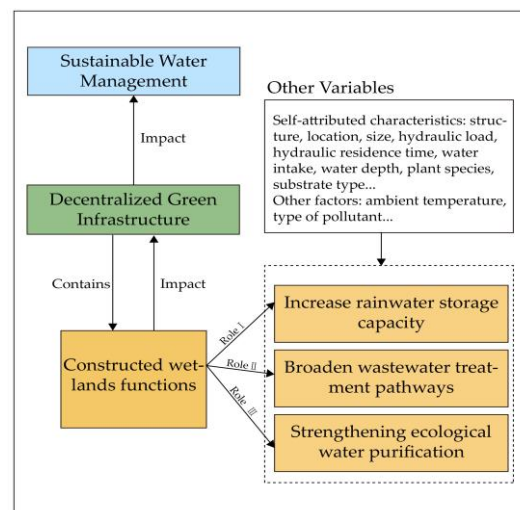 Sustainable Water
Management
Impact
Decentralized Green
Infrastructure
Contains
Impact
Constructed wet-
lands functions
Role Ⅰ
Role Ⅱ
Role Ⅲ
Other Variables
Self-attributed characteristics: struc-
ture, location, size, hydraulic load,
hydraulic residence time, water
intake, water depth, plant species,
substrate type...
Other factors: ambient temperature,
type of pollutant...
Increase rainwater storage
capacity
Broaden wastewater treat-
ment pathways
Strengthening ecological
water purification